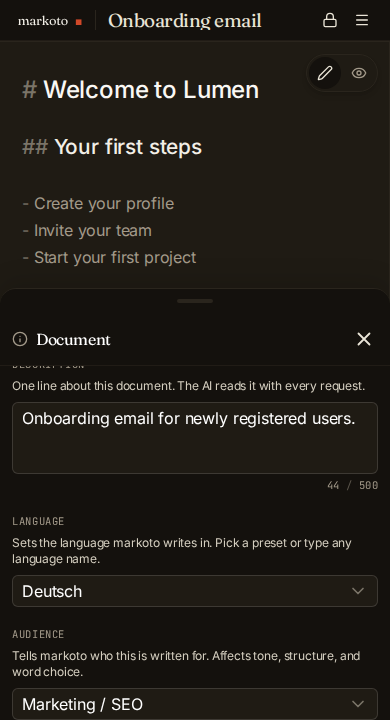 markoto
Onboarding email
# Welcome to Lumen
## Your first steps
- Create your profile
- Invite your team
- Start your first project
Document
DESCRIPTION
One line about this document. The AI reads it with every request.
Onboarding email for newly registered users.
44 / 500
LANGUAGE
Sets the language markoto writes in. Pick a preset or type any
language name.
Deutsch
AUDIENCE
Tells markoto who this is written for. Affects tone, structure, and
word choice.
Marketing / SEO